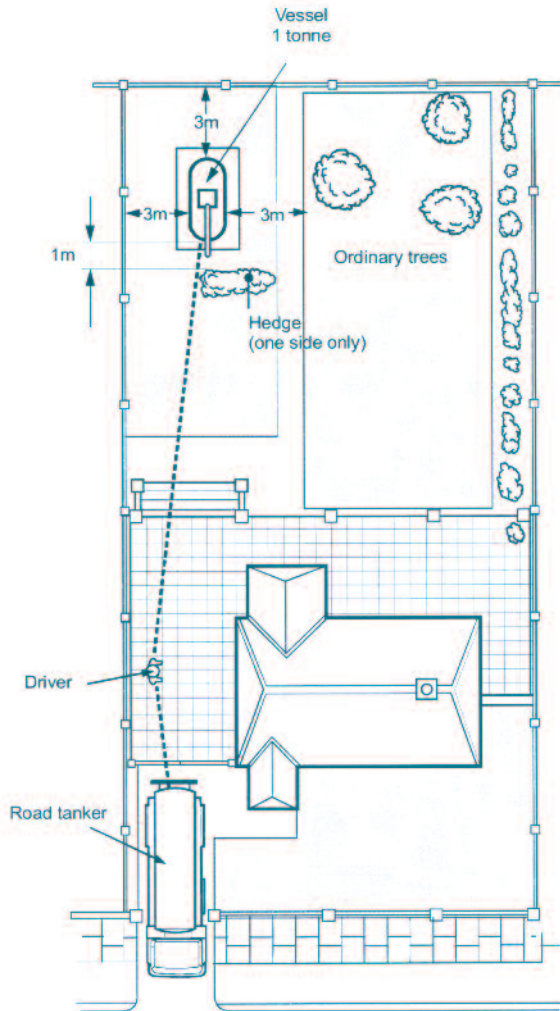 Vessel
1 tonne
3m
3m
3m
1m
Ordinary trees
Hedge
(one side only)
Driver
Road tanker